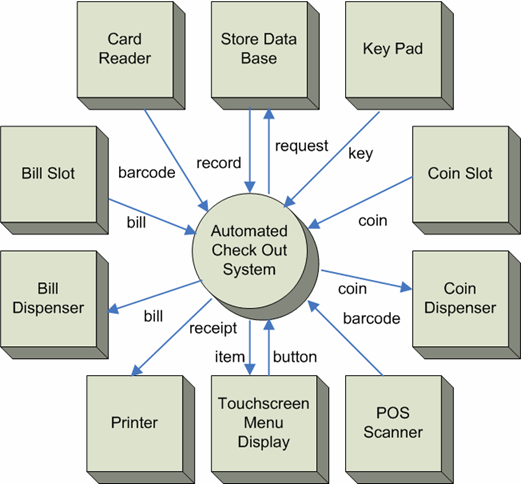 Card
Reader
Store Data
Base
Key Pad
barcode
record
request
key
Bill Slot
Coin Slot
bill
coin
Automated
Check Out
System
Bill
Dispenser
Coin
Dispenser
bill
coin
receipt
barcode
item
button
Printer
Touchscreen
Menu
Display
POS
Scanner